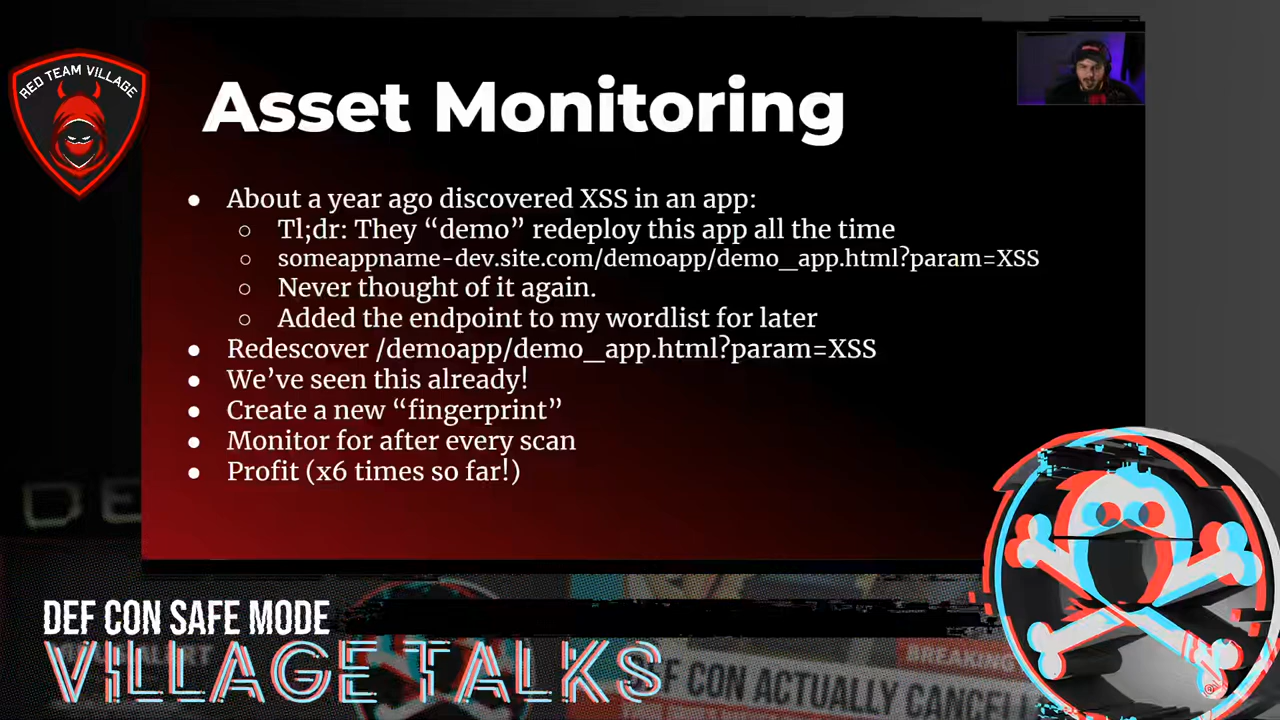 RED TEAM VILLAGE
Asset Monitoring
● About a year ago discovered XSS in an app:
○ Tl;dr: They “demo” redeploy this app all the time
○ someappname-dev.site.com/demoapp/demo_app.html?param=XSS
○ Never thought of it again.
○ Added the endpoint to my wordlist for later
● Redescover /demoapp/demo_app.html?param=XSS
● We’ve seen this already!
● Create a new “fingerprint”
● Monitor for after every scan
● Profit (x6 times so far!)
DE
DEF CON SAFE MODE
VILLAGE TALKS
BREAKIN
EF CON ACTUALLY CANCELL